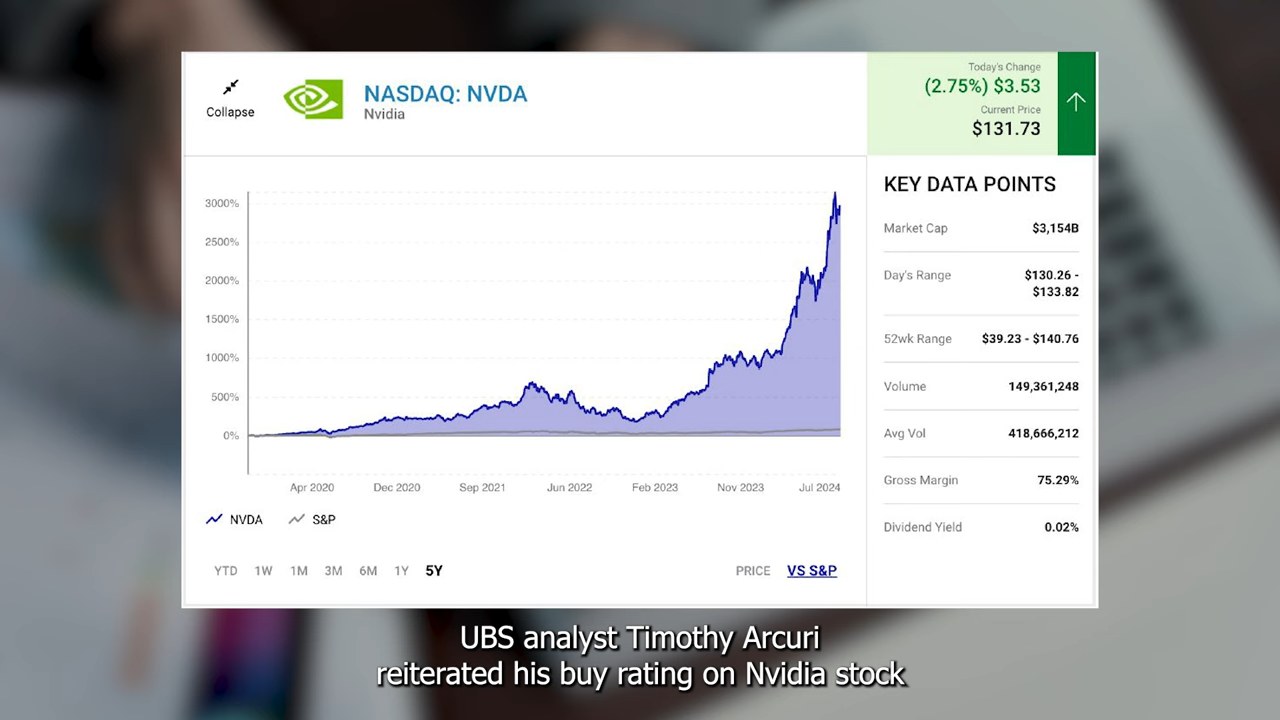 Collapse
NASDAQ: NVDA
Nvidia
Today's Change
(2.75%) $3.53
Current Price
$131.73
3000%
2500%
2000%
1500%
1000%
500%
0%
Apr 2020 Dec 2020 Sep 2021 Jun 2022 Feb 2023 Nov 2023 Jul 2024
NVDA S&P
YTD 1W 1M 3M 6M 1Y 5Y PRICE VS S&P
KEY DATA POINTS
Market Cap $3,154B
Day's Range $130.26 -
$133.82
52wk Range $39.23 - $140.76
Volume 149,361,248
Avg Vol 418,666,212
Gross Margin 75.29%
Dividend Yield 0.02%
UBS analyst Timothy Arcuri
reiterated his buy rating on Nvidia stock